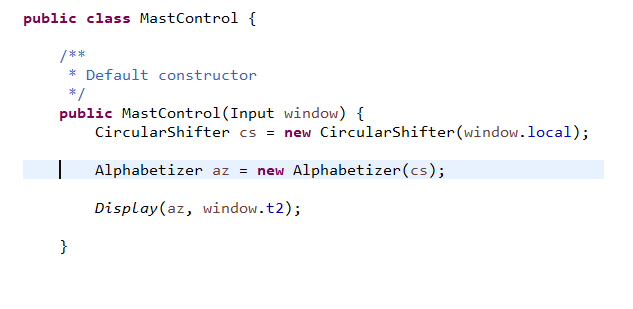 public class MastControl {
/**
* Default constructor
*/
public MastControl(Input window) {
CircularShifter cs = new CircularShifter(window.local);
Alphabetizer az = new Alphabetizer(cs);
Display(az, window.t2);
}